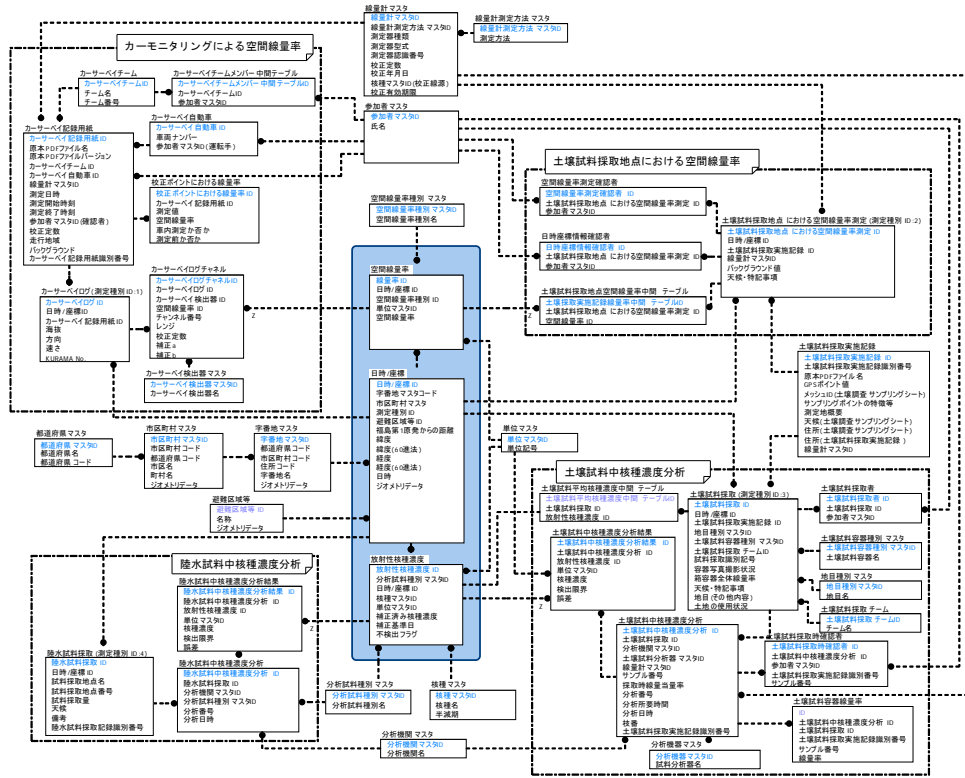 線量計マスタ
線量計マスタID
線量計測定方法 マスタID
測定器種類
測定器型式
測定器認識番号
校正定数
校正年月日
核種マスタID(校正線源)
校正有効期限
線量計測定方法 マスタ
線量計測定方法 マスタID
測定方法
カーモニタリングによる空間線量率
カーサーベイチーム
カーサーベイチームID
チーム名
チーム番号
カーサーベイチームメンバー 中間テーブル
カーサーベイチームメンバー 中間 テーブルID
カーサーベイチームID
参加者マスタID
参加者マスタ
参加者マスタID
氏名
カーサーベイ記録用紙
カーサーベイ記録用紙 ID
原本PDFファイル名
原本PDFファイルバージョン
カーサーベイチーム ID
カーサーベイ自動車 ID
線量計マスタID
測定日時
測定開始時刻
測定終了時刻
参加者マスタID(確認者)
校正定数
走行地域
バックグラウンド
カーサーベイ記録用紙識別番号
カーサーベイ自動車
カーサーベイ自動車 ID
車両ナンバー
参加者マスタID(運転手)
校正ポイントにおける線量率
校正ポイントにおける線量率 ID
カーサーベイ記録用紙 ID
測定値
空間線量率
車内測定か否か
測定前か否か
カーサーベイログ(測定種別 ID:1)
カーサーベイログ ID
日時/座標ID
カーサーベイ記録用紙 ID
海抜
方向
速さ
KURAMA No.
カーサーベイログチャネル
カーサーベイログチャネル ID
カーサーベイログ ID
カーサーベイ検出器 ID
空間線量率 ID
チャンネル番号
レンジ
校正定数
補正 a
補正 b
カーサーベイ検出器マスタ
カーサーベイ検出器マスタID
カーサーベイ検出器名
空間線量率種別 マスタ
空間線量率種別 マスタID
空間線量率種別名
空間線量率
線量率 ID
日時/座標 ID
空間線量率種別 ID
単位マスタID
空間線量率
Z
Z
土壌試料採取地点における空間線量率
空間線量率測定確認者
空間線量率測定確認者 ID
土壌試料採取地点 における空間線量率測定 ID
参加者マスタID
日時座標情報確認者
日時座標情報確認者 ID
土壌試料採取地点 における空間線量率測定 ID
参加者マスタID
土壌試料採取地点空間線量率中間 テーブル
土壌採取実施記録線量率中間 テーブルID
土壌試料採取地点 における空間線量率測定 ID
空間線量率 ID
土壌試料採取地点 における空間線量率測定 (測定種別 ID:2)
土壌試料採取地点 における空間線量率測定 ID
日時/座標 ID
土壌試料採取実施記録 ID
線量計マスタID
バックグラウンド値
天候・特記事項
土壌試料採取実施記録
土壌試料採取実施記録 ID
土壌試料採取実施記録識別番号
原本PDFファイル名
GPSポイント値
メッシュID(土壌調査 サンプリングシート)
サンプリングポイントの特徴等
測定地概要
天候(土壌調査サンプリングシート)
住所(土壌調査サンプリングシート)
住所(土壌試料採取実施記録 )
線量計マスタID
日時/座標
日時/座標 ID
字番地マスタコード
市区町村マスタ
測定種別 ID
避難区域等 ID
福島第1原発からの距離
緯度
緯度(60進法)
経度
経度(60進法)
日時
ジオメトリデータ
都道府県マスタ
都道府県 マスタID
都道府県名
都道府県 コード
市区町村マスタ
市区町村マスタID
市区町村コード
都道府県コード
市区名
町村名
ジオメトリデータ
字番地マスタ
字番地マスタID
都道府県コード
市区町村コード
住所コード
字番地名
ジオメトリデータ
避難区域等
避難区域等 ID
名称
ジオメトリデータ
単位マスタ
単位マスタID
単位記号
土壌試料中核種濃度分析
土壌試料平均核種濃度中間 テーブル
土壌試料平均核種濃度中間 テーブルID
土壌試料採取 ID
放射性核種濃度 ID
土壌試料中核種濃度分析結果
土壌試料中核種濃度分析結果 ID
土壌試料中核種濃度分析 ID
放射性核種濃度 ID
単位マスタID
核種濃度
検出限界
誤差
土壌試料採取 (測定種別 ID:3)
土壌試料採取 ID
日時/座標 ID
土壌試料採取実施記録 ID
地目種別マスタID
土壌試料容器種別 マスタID
土壌試料採取 チームID
試料採取識別記号
容器写真撮影状況
箱容器全体線量率
天候・特記事項
地目(その他内容)
土地の使用状況
土壌試料採取者
土壌試料採取者 ID
土壌試料採取 ID
参加者マスタID
土壌試料容器種別 マスタ
土壌試料容器種別 マスタID
土壌試料容器名
地目種別 マスタ
地目種別マスタID
地目名
土壌試料採取 チーム
土壌試料採取 チームID
チーム名
土壌試料採取時確認者
土壌試料採取時確認者 ID
参加者マスタID
土壌試料採取実施記録識別番号
サンプル番号
土壌試料中核種濃度分析
土壌試料中核種濃度分析 ID
土壌試料採取 ID
分析機関マスタID
土壌試料分析器マスタID
線量計マスタID
サンプル番号
採取時線量当量率
分析番号
分析所要時間
分析日時
核番
土壌試料採取実施記録識別番号
土壌試料容器線量率
ID
土壌試料中核種濃度分析 ID
土壌試料採取 ID
土壌試料採取実施記録識別番号
サンプル番号
線量率
分析機器マスタ
分析機器マスタID
試料分析器名
放射性核種濃度
放射性核種濃度 ID
分析試料種別 マスタID
日時/座標 ID
核種マスタID
単位マスタID
補正済み核種濃度
補正基準日
不検出フラグ
Z
Z
陸水試料中核種濃度分析
陸水試料中核種濃度分析結果
陸水試料中核種濃度分析結果 ID
陸水試料中核種濃度分析 ID
放射性核種濃度 ID
単位マスタID
核種濃度
検出限界
誤差
陸水試料採取 (測定種別 ID:4)
陸水試料採取 ID
日時/座標 ID
試料採取地点名
試料採取地点番号
試料採取量
天候
備考
陸水試料採取記録識別番号
陸水試料中核種濃度分析
陸水試料中核種濃度分析 ID
陸水試料採取 ID
分析機関マスタID
分析試料種別マスタID
分析番号
分析日時
分析試料種別 マスタ
分析試料種別 マスタID
分析試料種別名
核種マスタ
核種マスタID
核種名
半減期
分析機関 マスタ
分析機関 マスタID
分析機関名